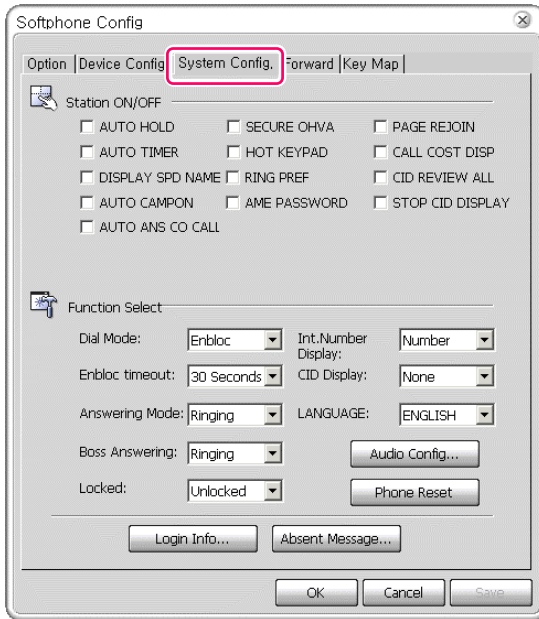 Softphone Config
Option Device Config System Config. Forward Key Map
Station ON/OFF
AUTO HOLD SECURE OHVA PAGE REJOIN
AUTO TIMER HOT KEYPAD CALL COST DISP
DISPLAY SPD NAME RING PREF CID REVIEW ALL
AUTO CAMPON AME PASSWORD STOP CID DISPLAY
AUTO ANS CO CALL
Function Select
Dial Mode: Enbloc Int.Number Display: Number
Enbloc timeout: 30 Seconds CID Display: None
Answering Mode: Ringing LANGUAGE: ENGLISH
Boss Answering: Ringing Audio Config...
Locked: Unlocked Phone Reset
Login Info... Absent Message...
OK Cancel Save